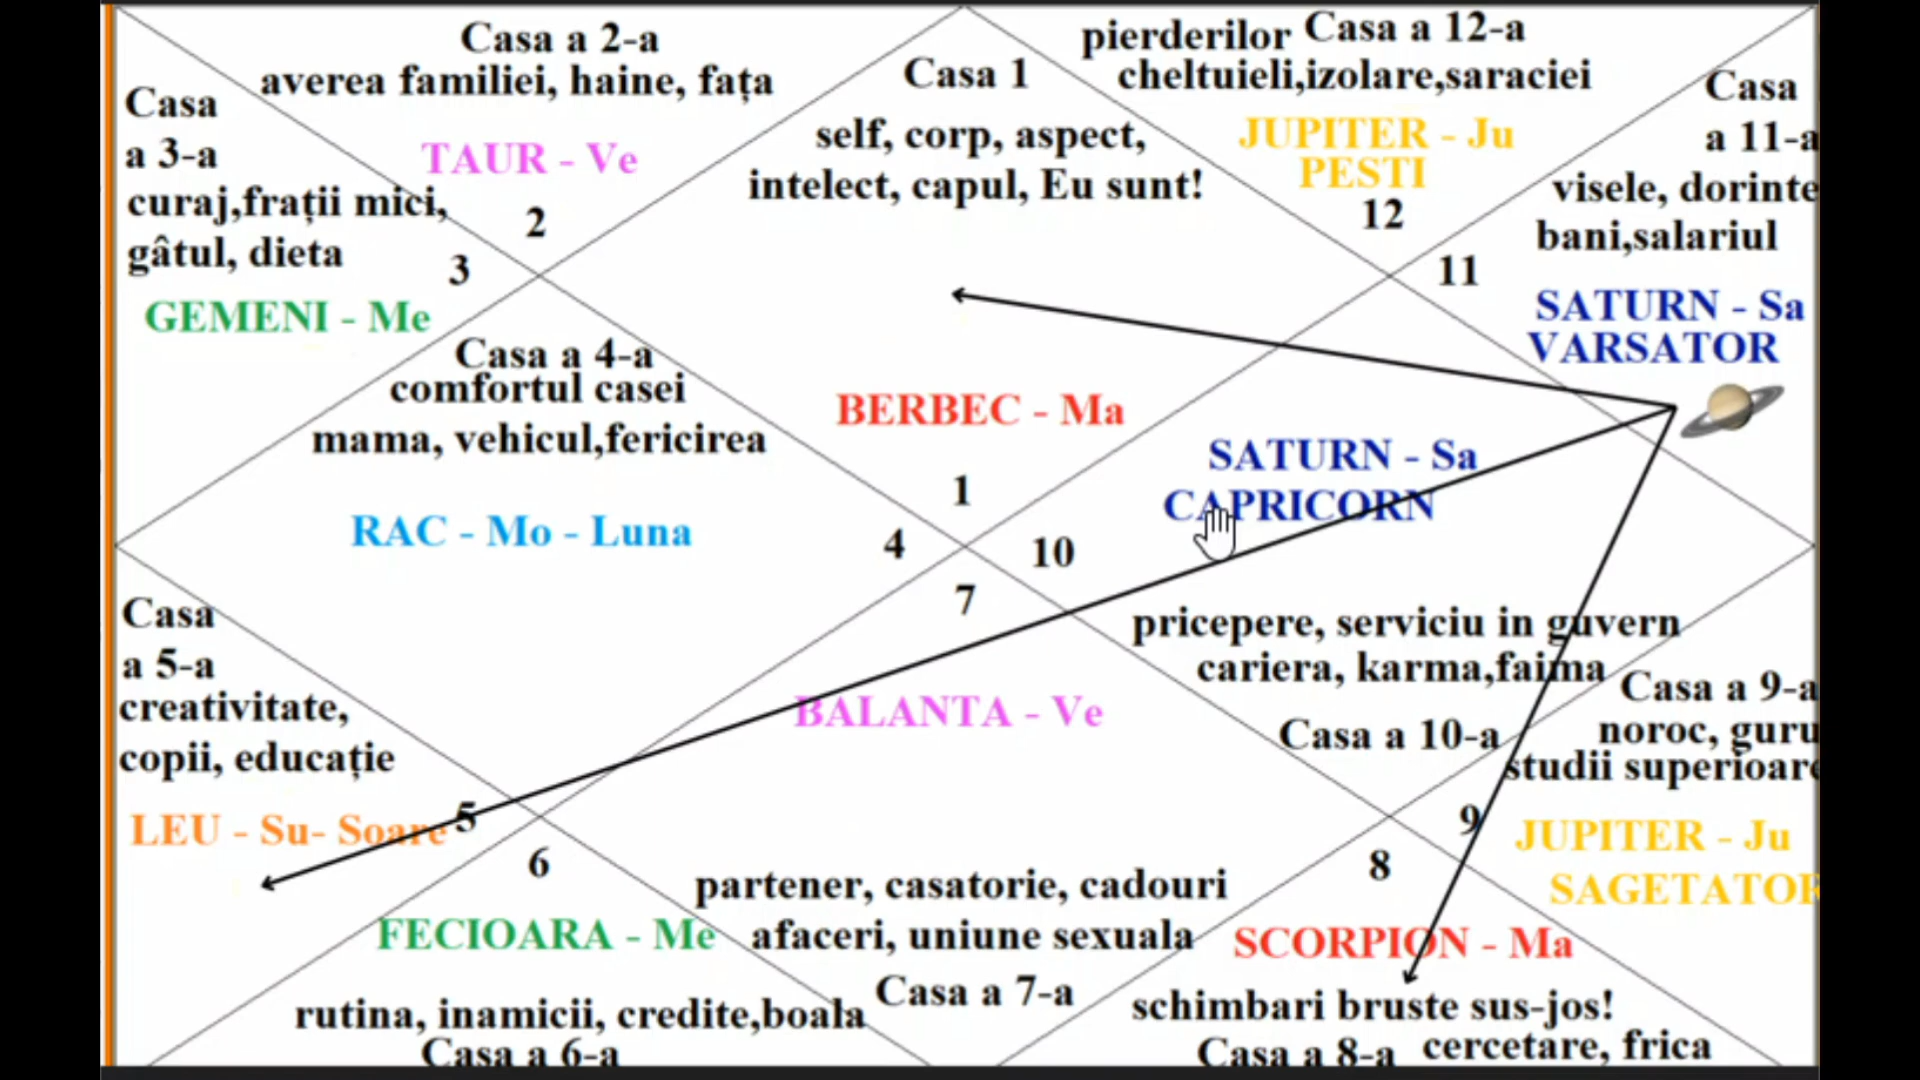 Casa a 2-a
averea familiei, haine, fața
TAUR - Ve
2
Casa 1
self, corp, aspect,
intelect, capul, Eu sunt!
BERBEC - Ma
1
pierderilor Casa a 12-a
cheltuieli,izolare,saraciei
JUPITER - Ju
PESTI
12
Casa
a 11-a
visele, dorinte
bani,salariul
11
SATURN - Sa
VARSATOR
Casa
a 3-a
curaj,frații mici,
gâtul, dieta
3
GEMENI - Me
Casa a 4-a
comfortul casei
mama, vehicul,fericirea
RAC - Mo - Luna
4
SATURN - Sa
CAPRICORN
10
pricepere, serviciu in guvern
cariera, karma,faima
Casa a 10-a
7
BALANTA - Ve
partener, casatorie, cadouri
afaceri, uniune sexuala
Casa a 7-a
Casa
a 5-a
creativitate,
copii, educație
5
LEU - Su- Soare
6
FECIOARA - Me
rutina, inamicii, credite,boala
Casa a 6-a
8
SCORPION - Ma
schimbari bruste sus-jos!
Casa a 8-a cercetare, frica
Casa a 9-a
noroc, guru
studii superioare
9
JUPITER - Ju
SAGETATOR